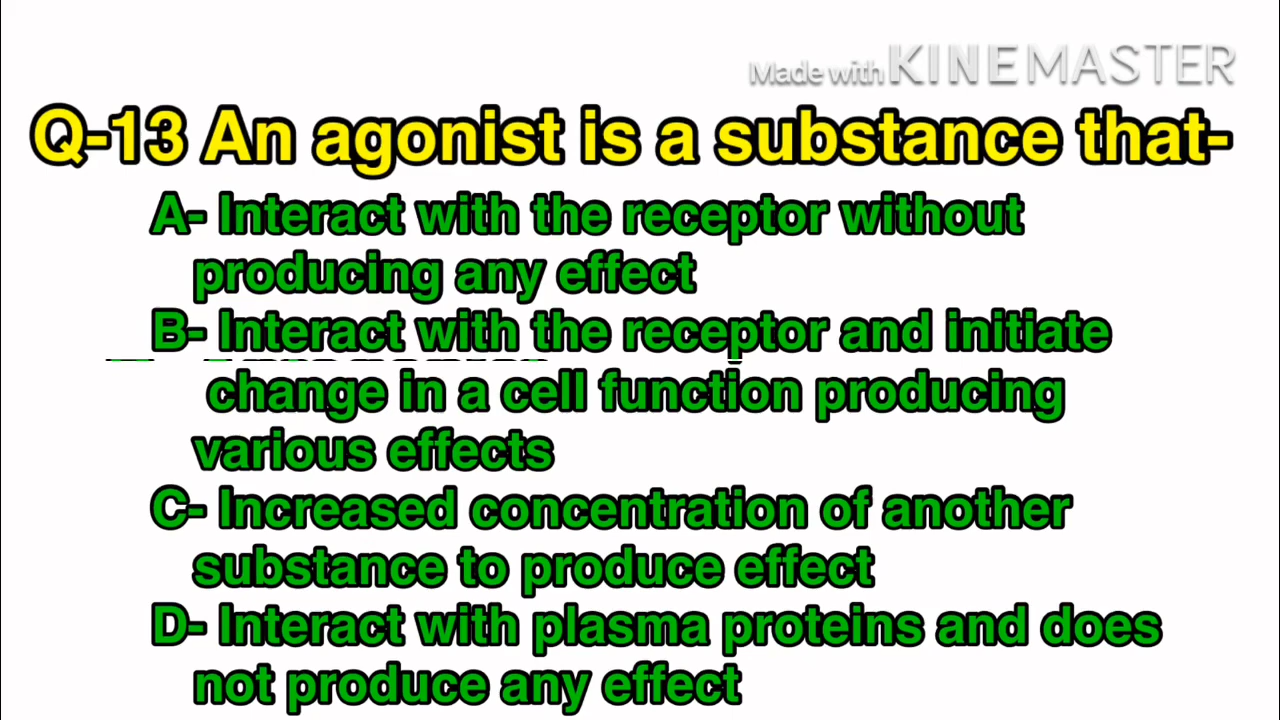 Made with KINEMASTER
Q-13 An agonist is a substance that-
A- Interact with the receptor without
producing any effect
B- Interact with the receptor and initiate
change in a cell function producing
various effects
C- Increased concentration of another
substance to produce effect
D- Interact with plasma proteins and does
not produce any effect